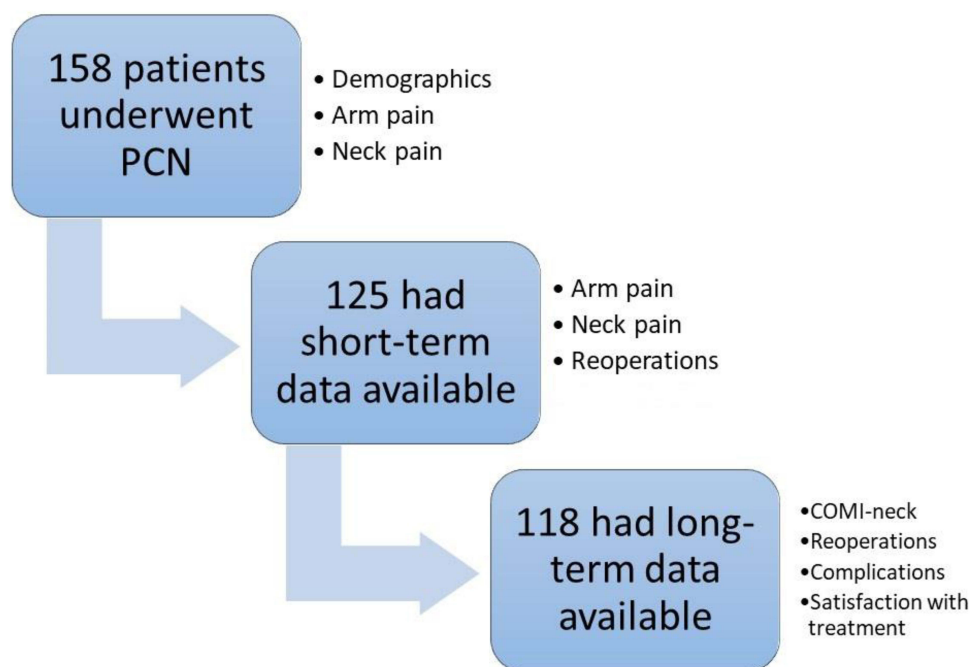 158 patients
underwent
PCN
• Demographics
• Arm pain
• Neck pain
125 had
short-term
data available
• Arm pain
• Neck pain
• Reoperations
118 had long-
term data
available
•COMI-neck
•Reoperations
•Complications
•Satisfaction with
treatment